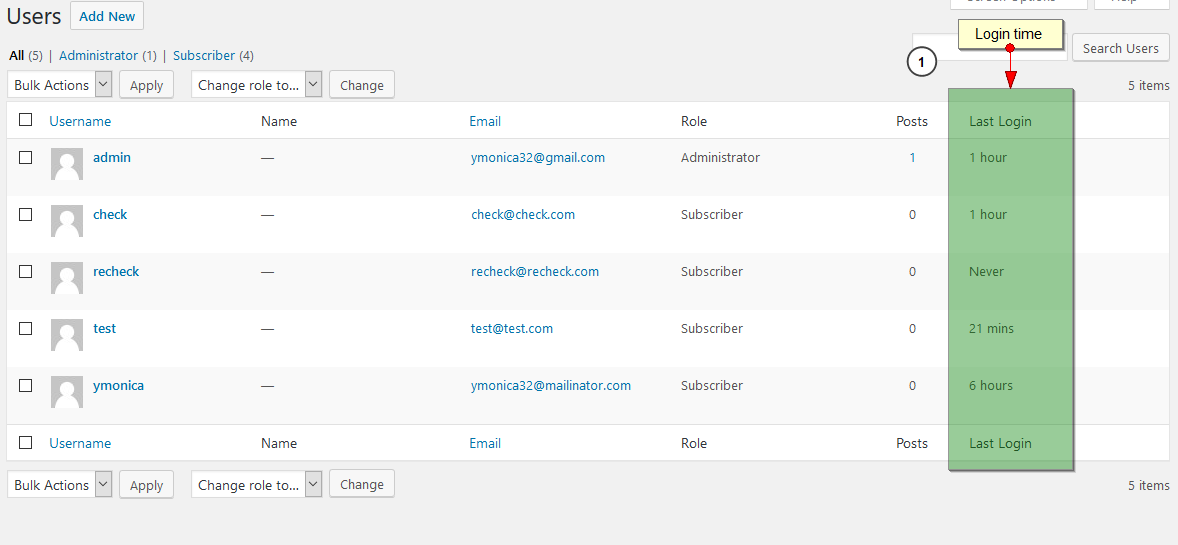 Screen Options Help
Users Add New
Login time
All (5) | Administrator (1) | Subscriber (4)
1
Search Users
Bulk Actions Apply Change role to... Change 5 items
Username Name Email Role Posts Last Login
admin — ymonica32@gmail.com Administrator 1 1 hour
check — check@check.com Subscriber 0 1 hour
recheck — recheck@recheck.com Subscriber 0 Never
test — test@test.com Subscriber 0 21 mins
ymonica — ymonica32@mailinator.com Subscriber 0 6 hours
Username Name Email Role Posts Last Login
Bulk Actions Apply Change role to... Change 5 items